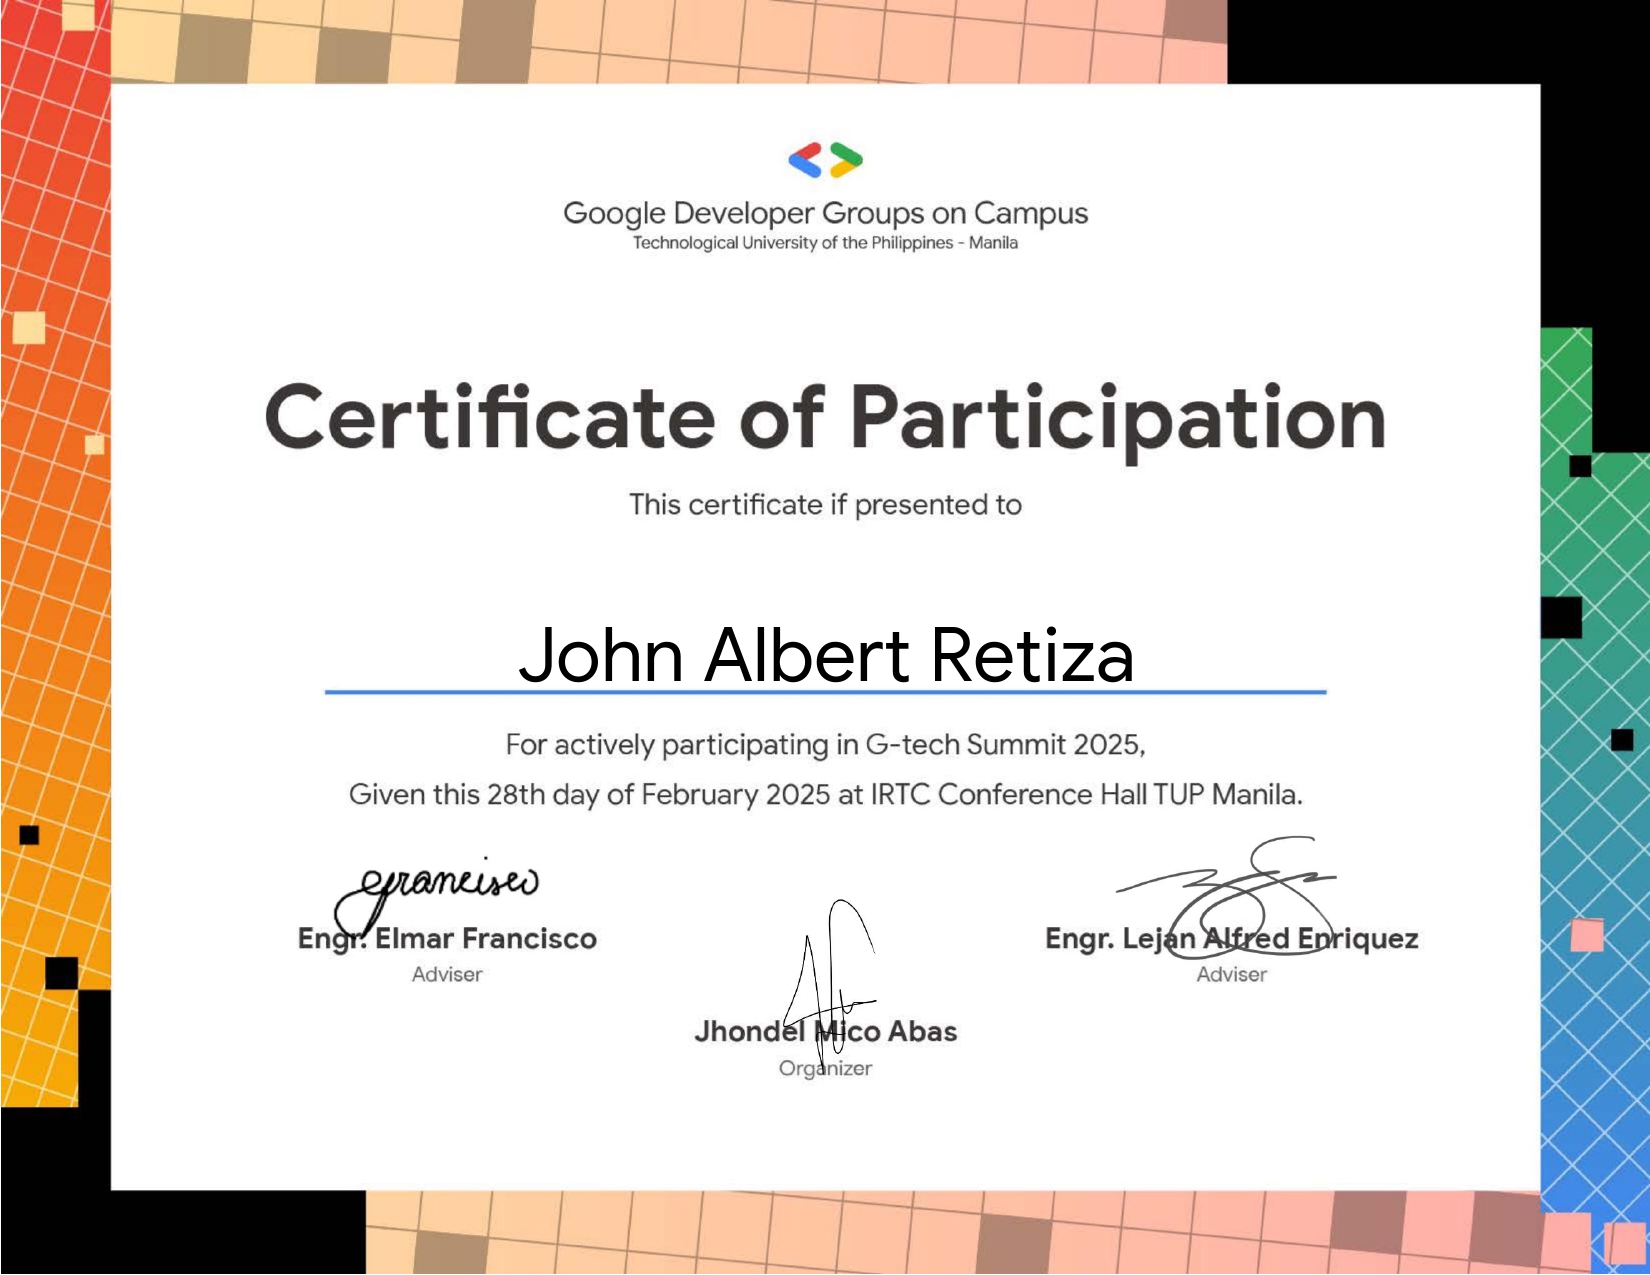 Google Developer Groups on Campus
Technological University of the Philippines - Manila
Certificate of Participation
This certificate if presented to
John Albert Retiza
For actively participating in G-tech Summit 2025,
Given this 28th day of February 2025 at IRTC Conference Hall TUP Manila.
efrancisco
Engr. Elmar Francisco
Adviser
Engr. Lejan Alfred Enriquez
Adviser
Jhondel Mico Abas
Organizer